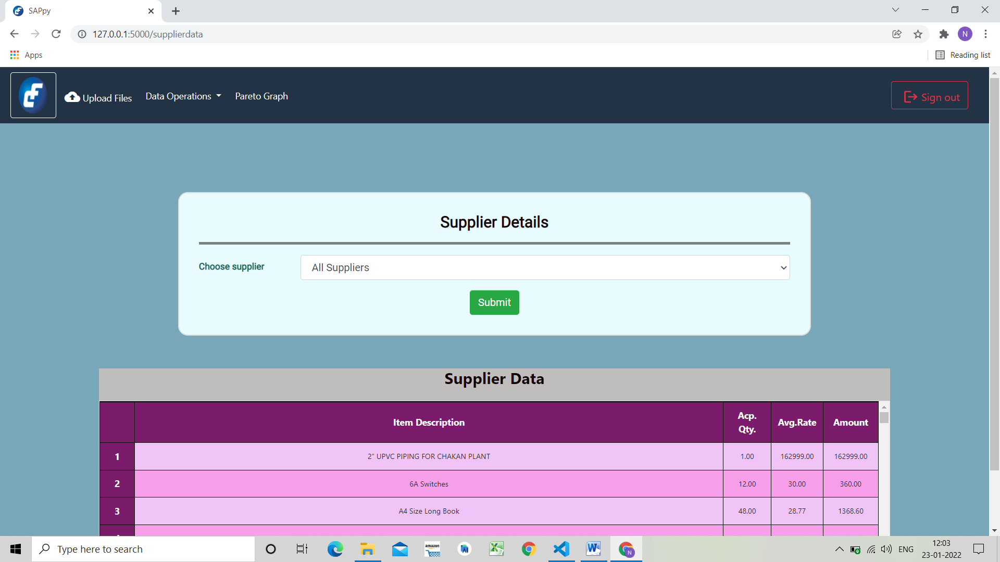 SAPpy
127.0.0.1:5000/supplierdata
N
Apps
Reading list
Upload Files
Data Operations
Pareto Graph
Sign out
Supplier Details
Choose supplier
All Suppliers
Submit
Supplier Data
Item Description Acp. Qty. Avg.Rate Amount
1 2" UPVC PIPING FOR CHAKAN PLANT 1.00 162999.00 162999.00
2 6A Switches 12.00 30.00 360.00
3 A4 Size Long Book 48.00 28.77 1368.60
Type here to search
amazon
N
ENG
12:03
23-01-2022